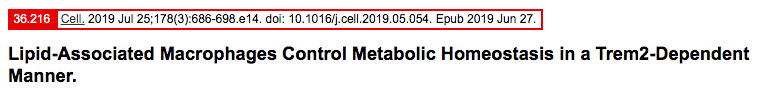 36.216 Cell. 2019 Jul 25;178(3):686-698.e14. doi: 10.1016/j.cell.2019.05.054. Epub 2019 Jun 27.
Lipid-Associated Macrophages Control Metabolic Homeostasis in a Trem2-Dependent
Manner.